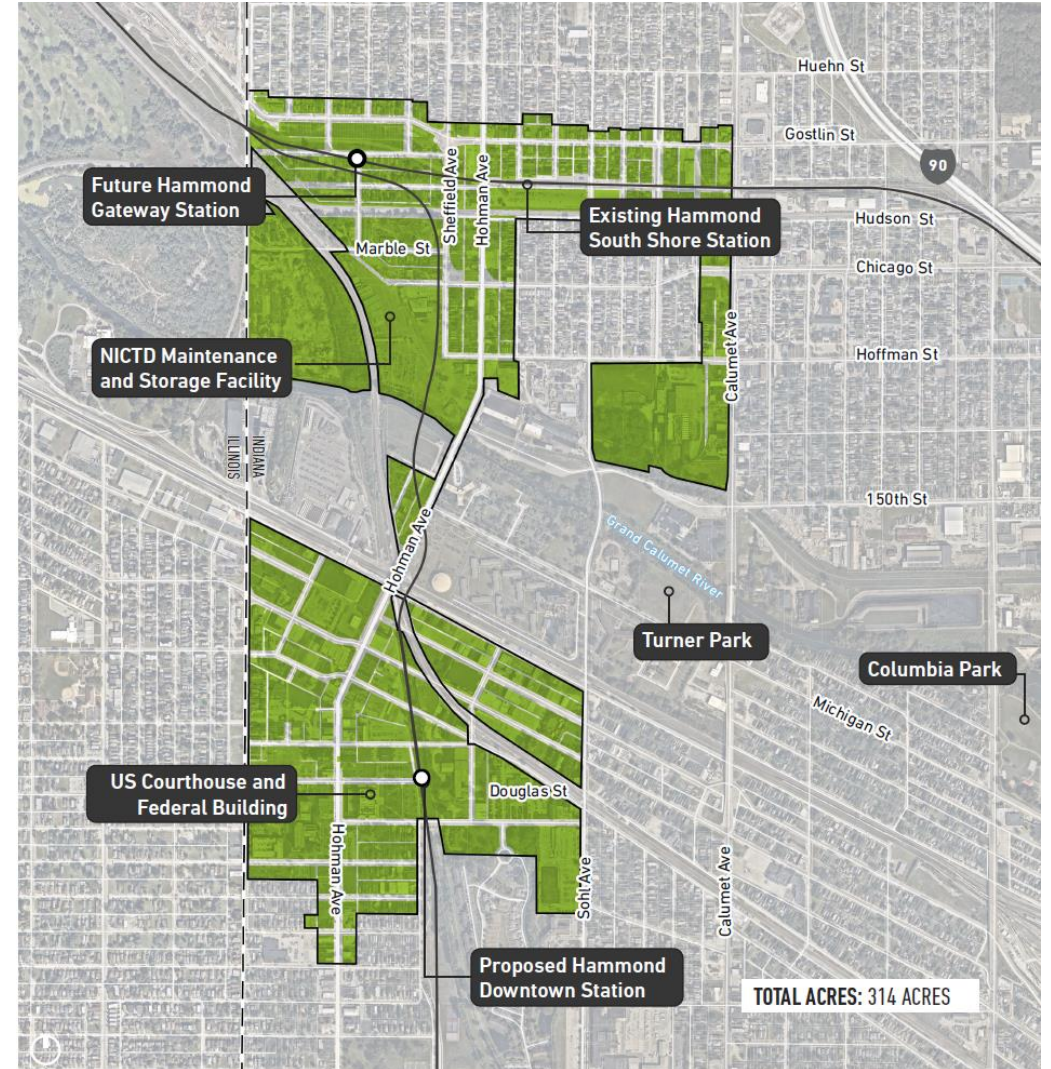 Huehn St
Gostlin St
90
Future Hammond
Gateway Station
Sheffield Ave
Hohman Ave
Existing Hammond
South Shore Station
Hudson St
Marble St
Chicago St
NICTD Maintenance
and Storage Facility
Hoffman St
Calumet Ave
ILLINOIS
INDIANA
150th St
Hohman Ave
Grand Calumet River
Turner Park
Columbia Park
Michigan St
US Courthouse and
Federal Building
Douglas St
Hohman Ave
Sohl Ave
Calumet Ave
Proposed Hammond
Downtown Station
TOTAL ACRES: 314 ACRES